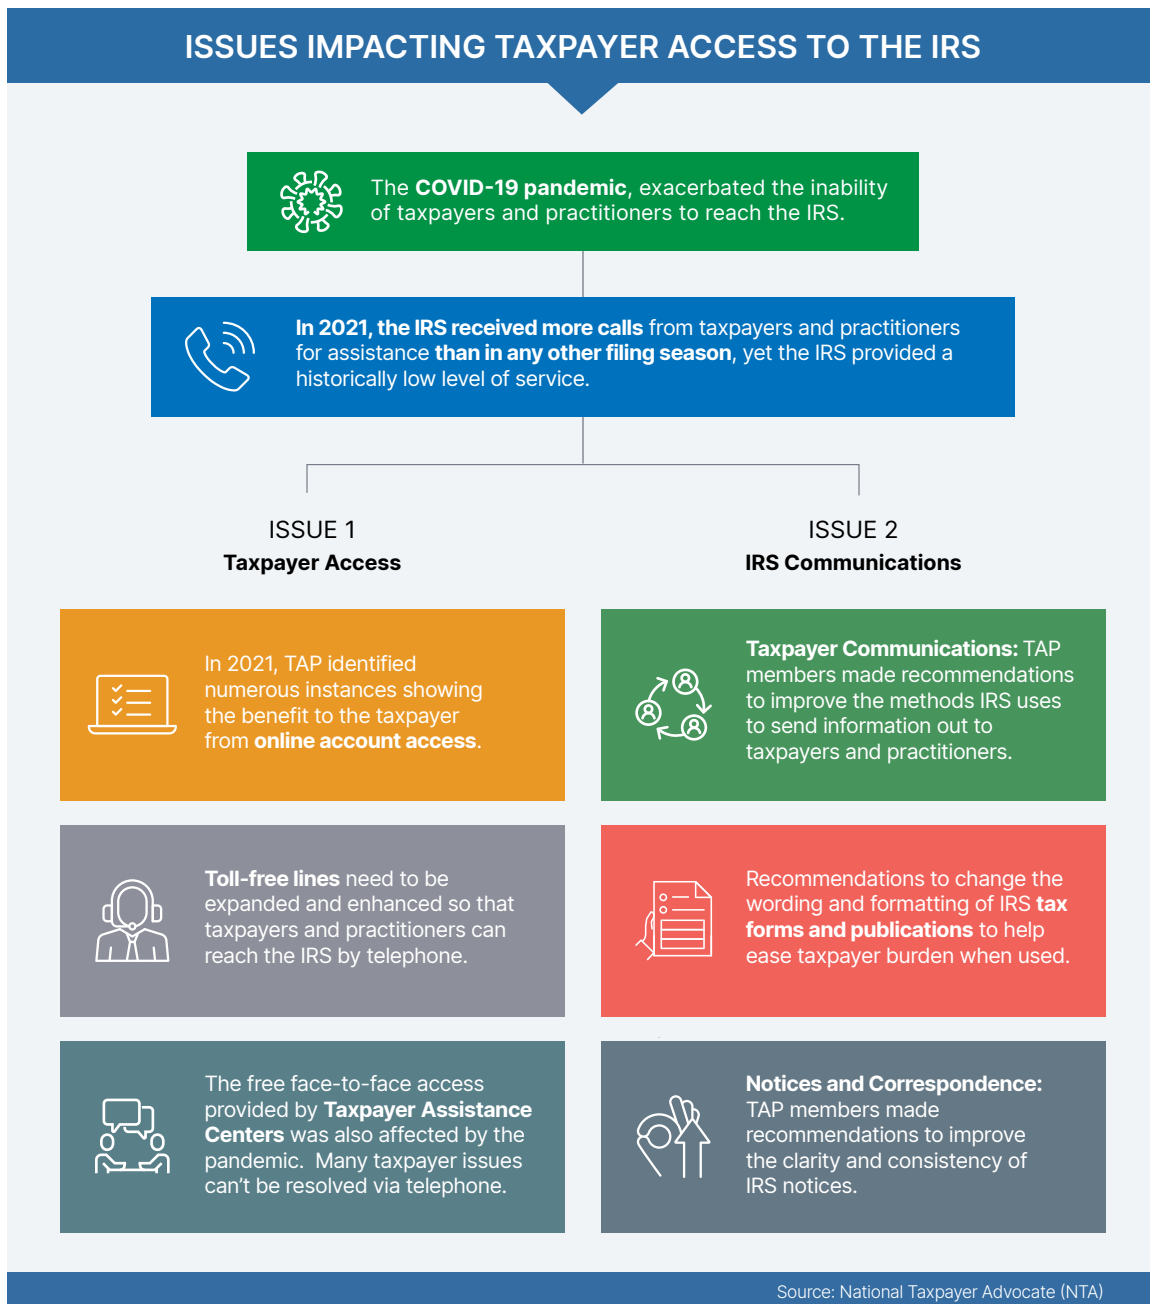 ISSUES IMPACTING TAXPAYER ACCESS TO THE IRS
The COVID-19 pandemic, exacerbated the inability
of taxpayers and practitioners to reach the IRS.
In 2021, the IRS received more calls from taxpayers and practitioners
for assistance than in any other filing season, yet the IRS provided a
historically low level of service.
ISSUE 1
Taxpayer Access
In 2021, TAP identified
numerous instances showing
the benefit to the taxpayer
from online account access.
Toll-free lines need to be
expanded and enhanced so that
taxpayers and practitioners can
reach the IRS by telephone.
The free face-to-face access
provided by Taxpayer Assistance
Centers was also affected by the
pandemic.  Many taxpayer issues
can’t be resolved via telephone.
ISSUE 2
IRS Communications
Taxpayer Communications: TAP
members made recommendations
to improve the methods IRS uses
to send information out to
taxpayers and practitioners.
Recommendations to change the
wording and formatting of IRS tax
forms and publications to help
ease taxpayer burden when used.
Notices and Correspondence:
TAP members made
recommendations to improve
the clarity and consistency of
IRS notices.
Source: National Taxpayer Advocate (NTA)